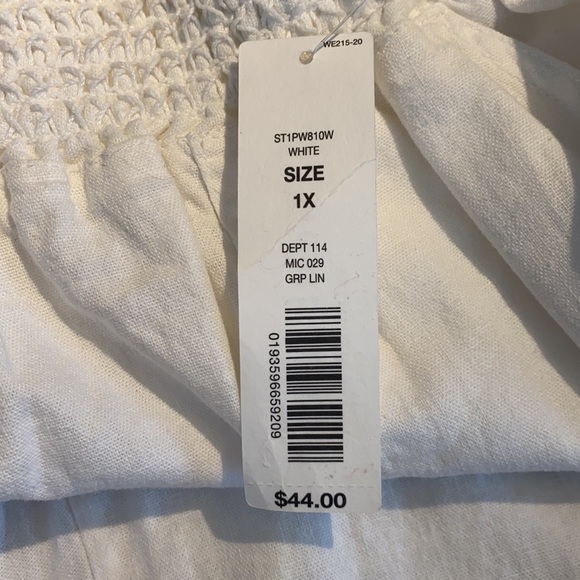 WE215-20
ST1PW810W
WHITE
SIZE
1X
DEPT 114
MIC 029
GRP LIN
0193596659209
$44.00